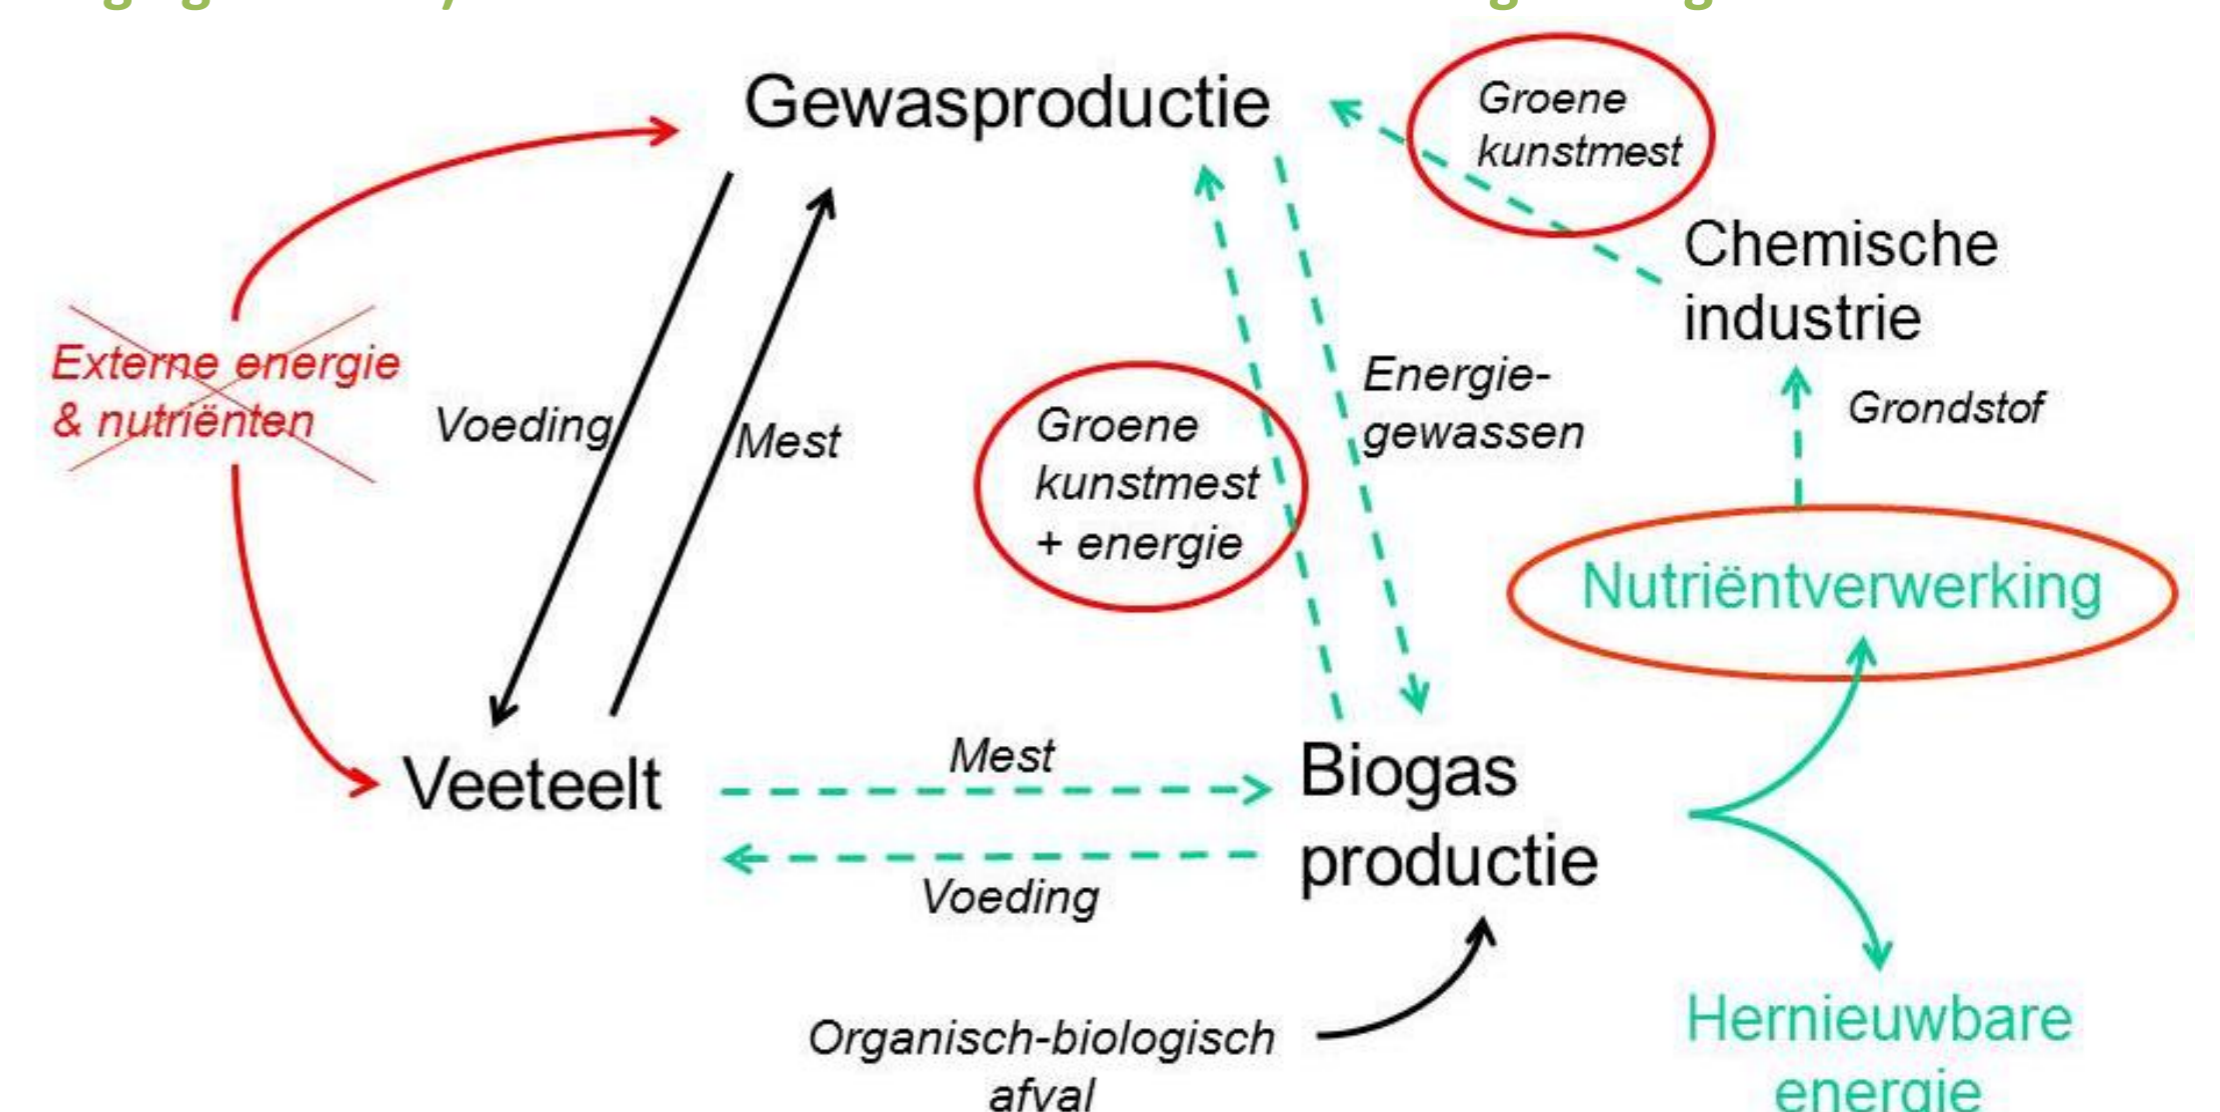 Gewasproductie
Groene
kunstmest
Chemische
industrie
Externe energie
& nutriënten
Voeding
Mest
Groene
kunstmest
+ energie
Energie-
gewassen
Grondstof
Nutriëntverwerking
Veeteelt
Mest
Voeding
Biogas
productie
Organisch-biologisch
afval
Hernieuwbare
energie